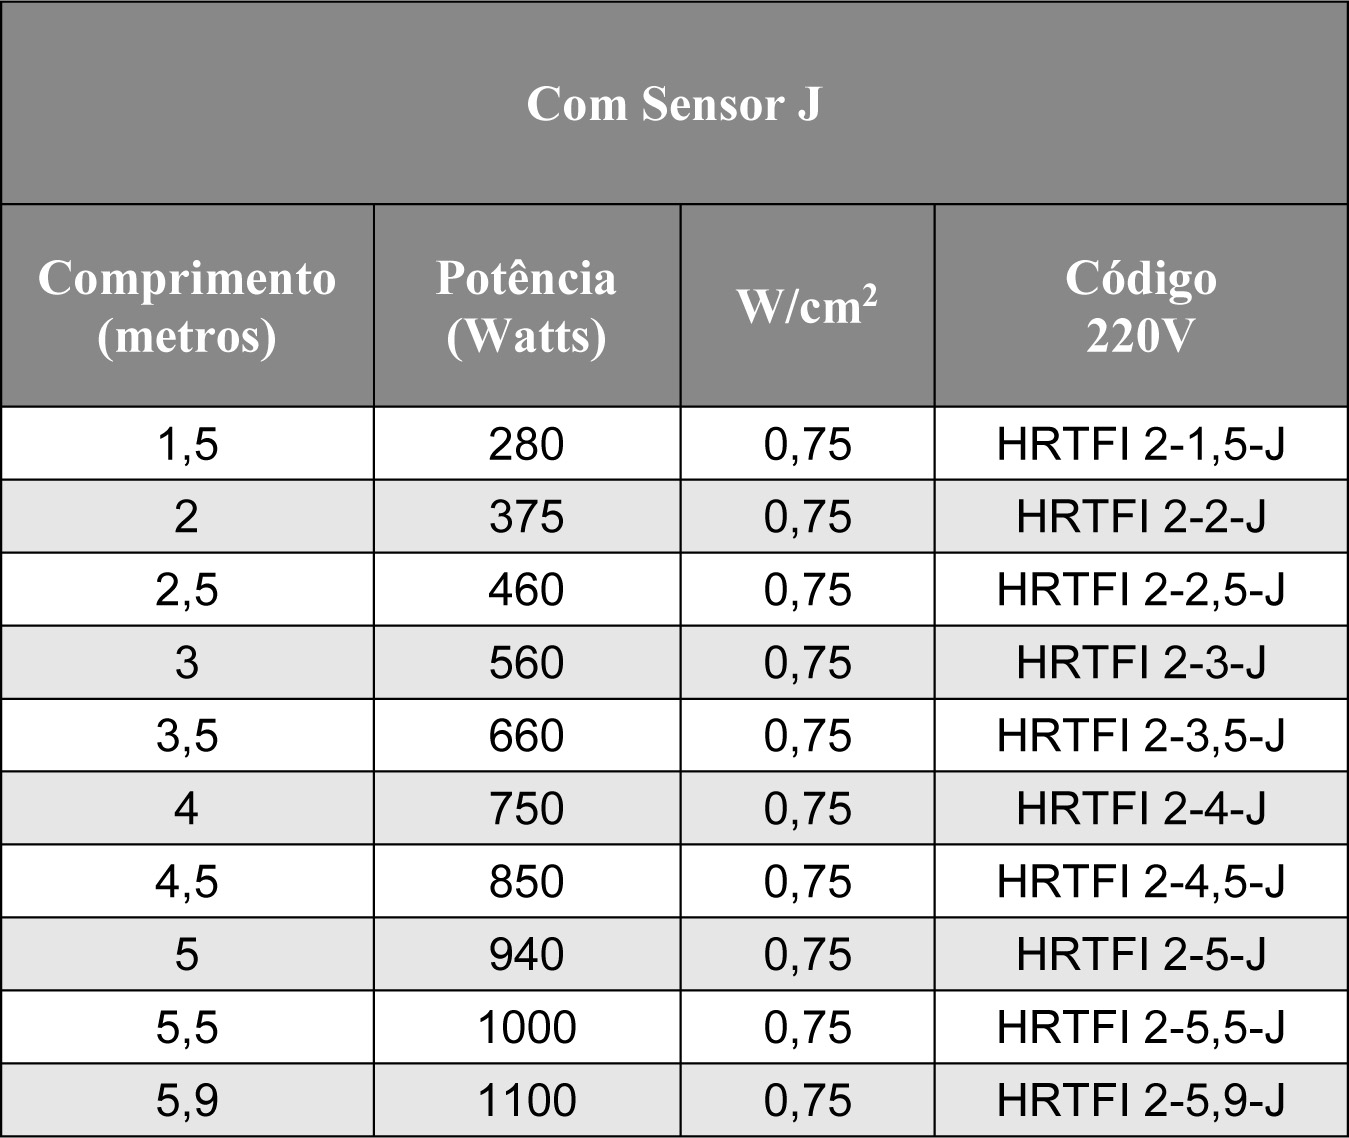 Com Sensor J
Comprimento (metros) Potência (Watts) W/cm² Código 220V
1,5 280 0,75 HRTFI 2-1,5-J
2 375 0,75 HRTFI 2-2-J
2,5 460 0,75 HRTFI 2-2,5-J
3 560 0,75 HRTFI 2-3-J
3,5 660 0,75 HRTFI 2-3,5-J
4 750 0,75 HRTFI 2-4-J
4,5 850 0,75 HRTFI 2-4,5-J
5 940 0,75 HRTFI 2-5-J
5,5 1000 0,75 HRTFI 2-5,5-J
5,9 1100 0,75 HRTFI 2-5,9-J